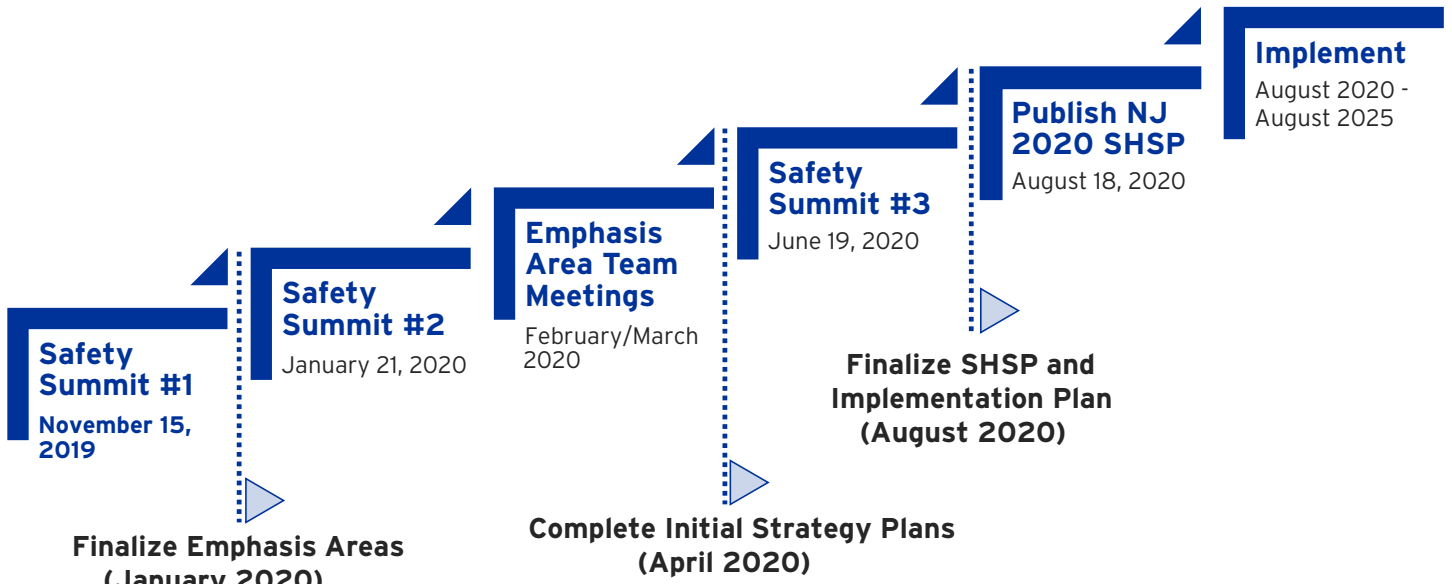 Safety
Summit #1
November 15,
2019
Safety
Summit #2
January 21, 2020
Emphasis
Area Team
Meetings
February/March
2020
Safety
Summit #3
June 19, 2020
Publish NJ
2020 SHSP
August 18, 2020
Implement
August 2020 -
August 2025
Finalize Emphasis Areas
(January 2020)
Complete Initial Strategy Plans
(April 2020)
Finalize SHSP and
Implementation Plan
(August 2020)